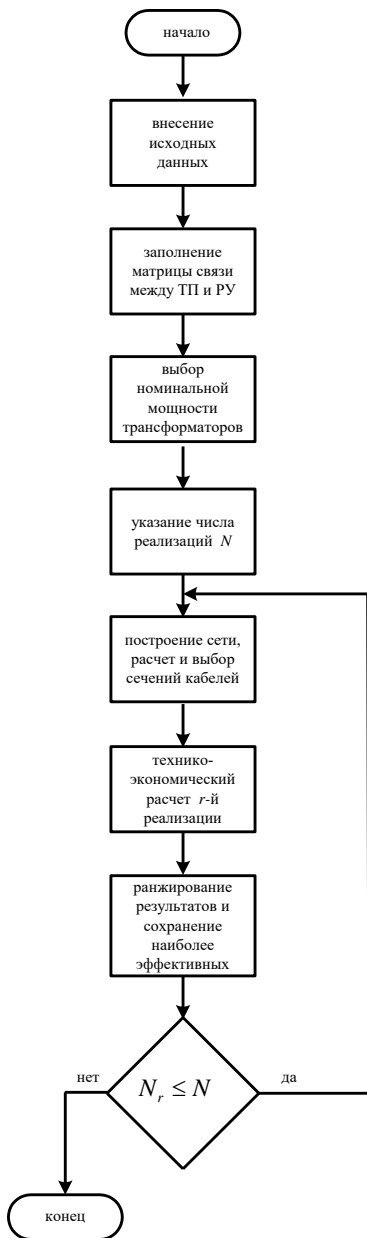 начало
внесение
исходных
данных
заполнение
матрицы связи
между ТП и РУ
выбор
номинальной
мощности
трансформаторов
указание числа
реализаций N
построение сети,
расчет и выбор
сечений кабелей
технико-
экономический
расчет r-й
реализации
ранжирование
результатов и
сохранение
наиболее
эффективных
нет
N_r ≤ N
да
конец